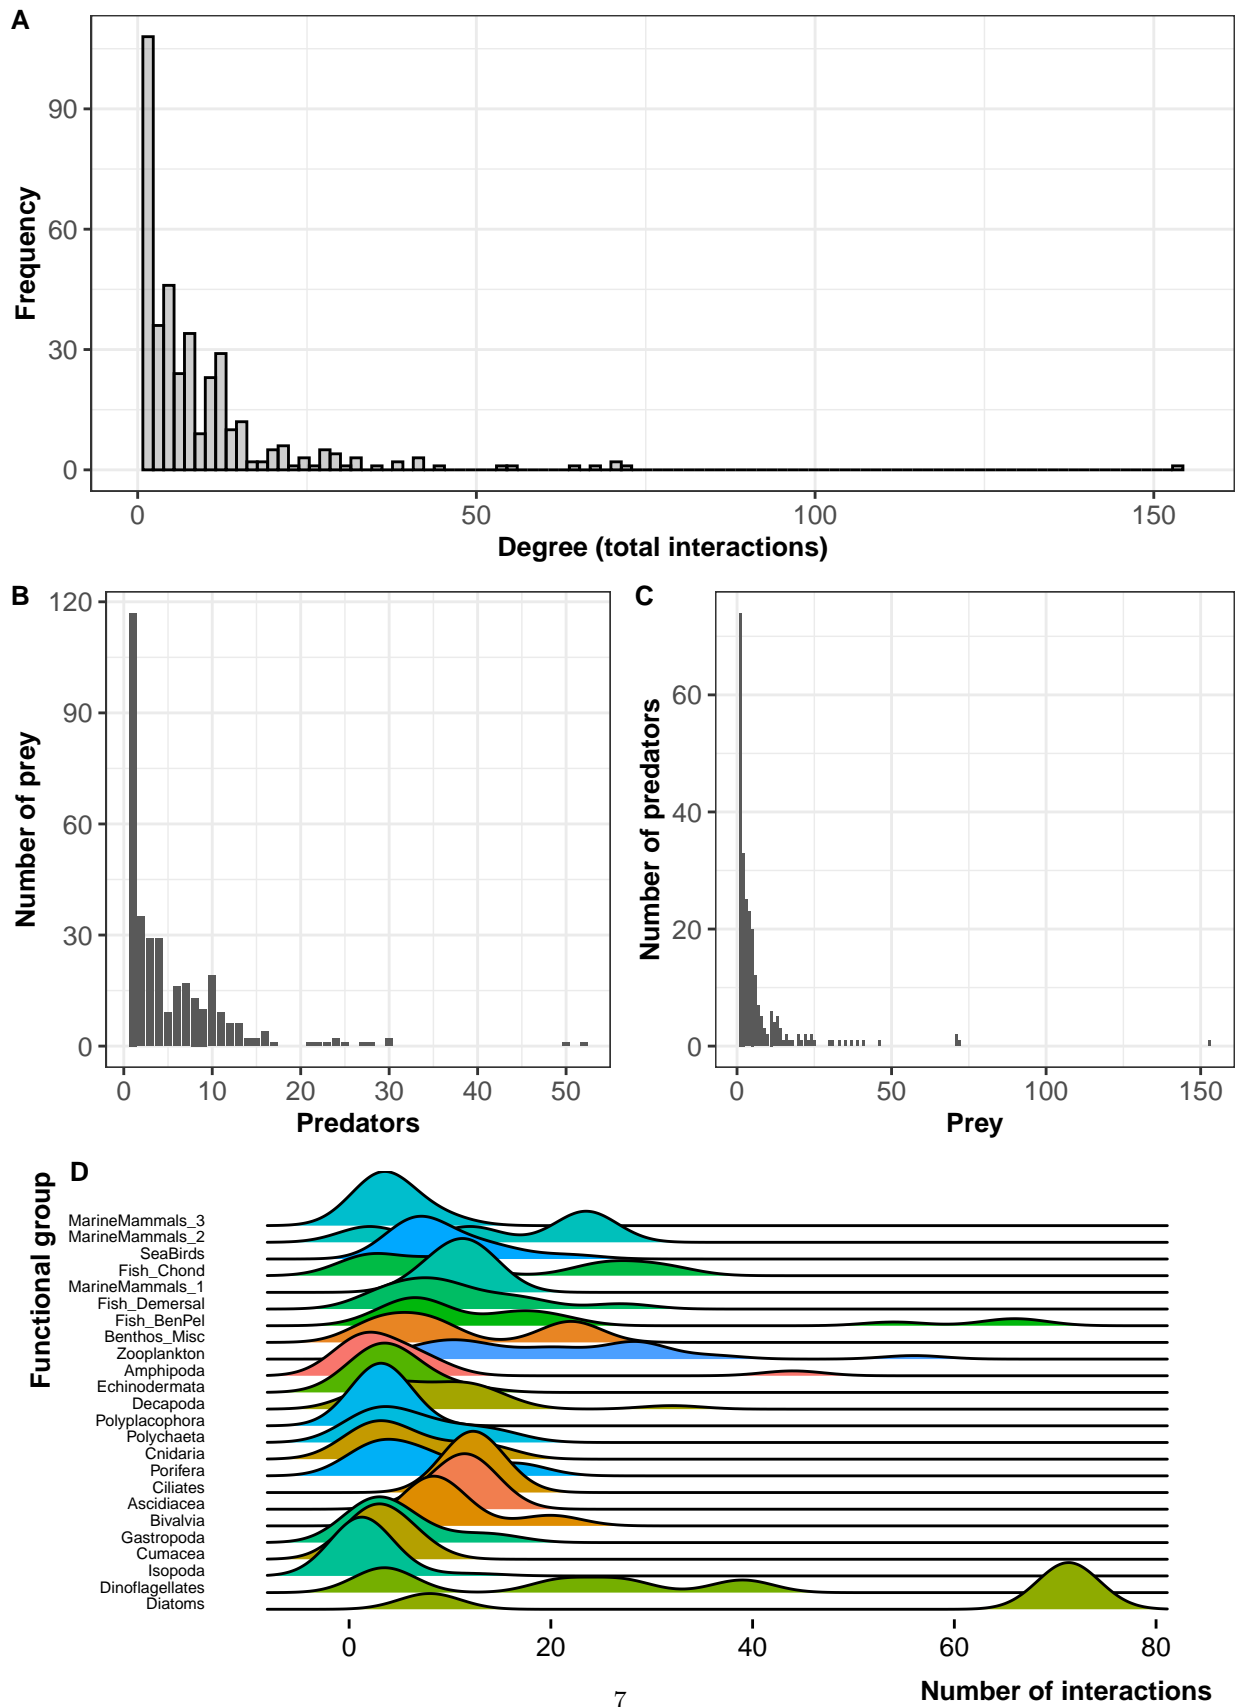 A
90
60
30
0
Frequency
0 50 100 150
Degree (total interactions)
B
120
90
60
30
0
Number of prey
0 10 20 30 40 50
Predators
C
60
40
20
0
Number of predators
0 50 100 150
Prey
D
Functional group
MarineMammals_3
MarineMammals_2
SeaBirds
Fish_Chond
MarineMammals_1
Fish_Demersal
Fish_BenPel
Benthos_Misc
Zooplankton
Amphipoda
Echinodermata
Decapoda
Polyplacophora
Polychaeta
Cnidaria
Porifera
Ciliates
Ascidiacea
Bivalvia
Gastropoda
Cumacea
Isopoda
Dinoflagellates
Diatoms
0 20 40 60 80
Number of interactions
7